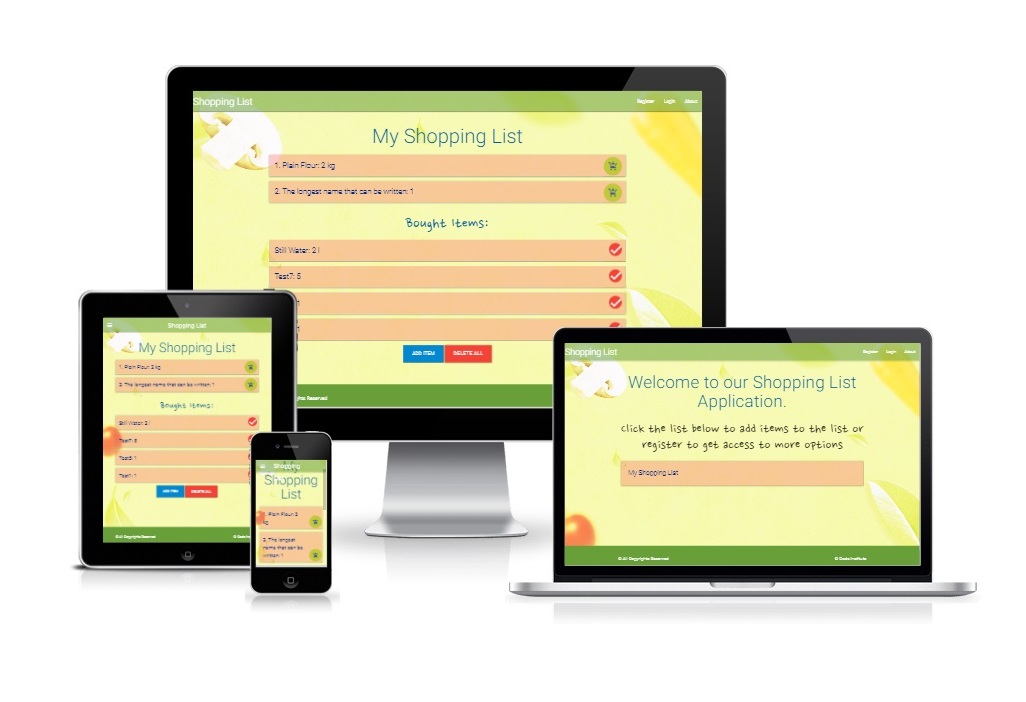 Shopping List
Register Login About
My Shopping List
1. Plain Flour: 2 kg
2. The longest name that can be written: 1
Bought Items:
Still Water: 2 l
Test7: 5
1
1
ADD ITEM DELETE ALL
Rights Reserved
Shopping List
My Shopping List
1. Plain Flour: 2 kg
2. The longest name that can be written: 1
Bought Items:
Still Water: 2 l
Test7: 5
ADD ITEM DELETE ALL
© All Copyrights Reserved
Shopping
Shopping
List
1. Plain Flour: 2
kg
2. The longest
name that can be
written: 1
Shopping List
Register Login About
Welcome to our Shopping List
Application.
Click the list below to add items to the list or
register to get access to more options
My Shopping List
© All Copyrights Reserved
© Code Institute